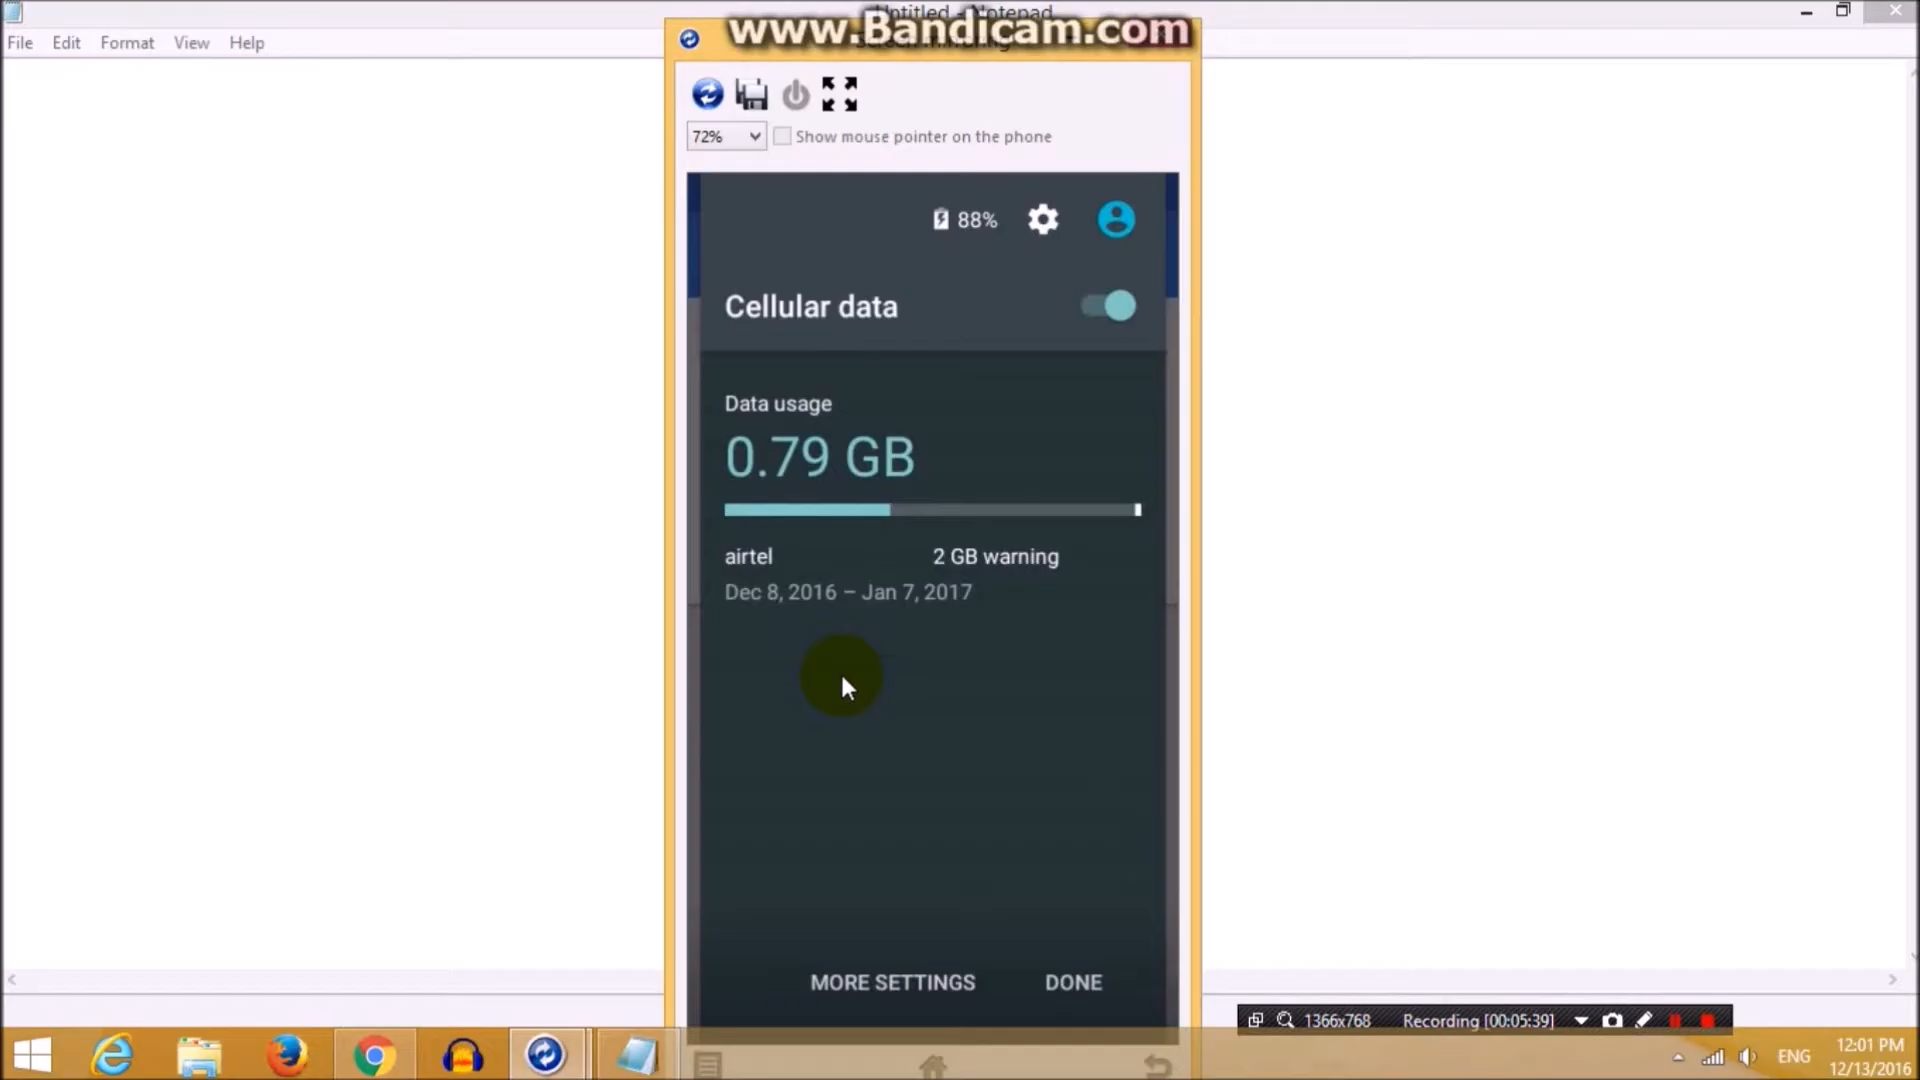 Untitled - Notepad
www.Bandicam.com
File Edit Format View Help
72% Show mouse pointer on the phone
88%
Cellular data
Data usage
0.79 GB
airtel 2 GB warning
Dec 8, 2016 – Jan 7, 2017
MORE SETTINGS DONE
1366x768 Recording [00:05:39]
ENG
12:01 PM
12/13/2016